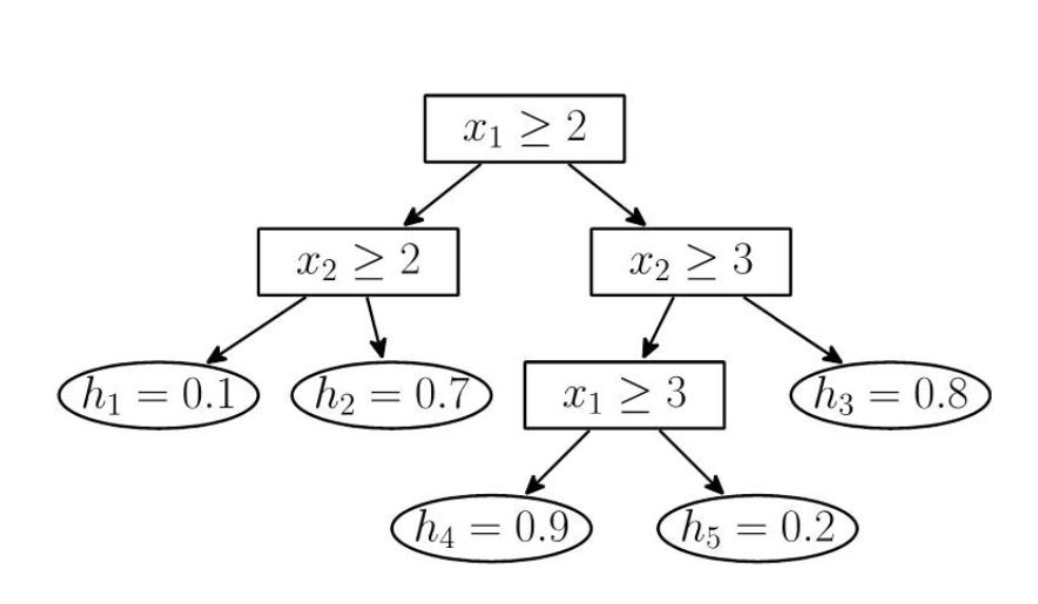 x₁ ≥ 2
x₂ ≥ 2
x₂ ≥ 3
h₁ = 0.1
h₂ = 0.7
x₁ ≥ 3
h₃ = 0.8
h₄ = 0.9
h₅ = 0.2